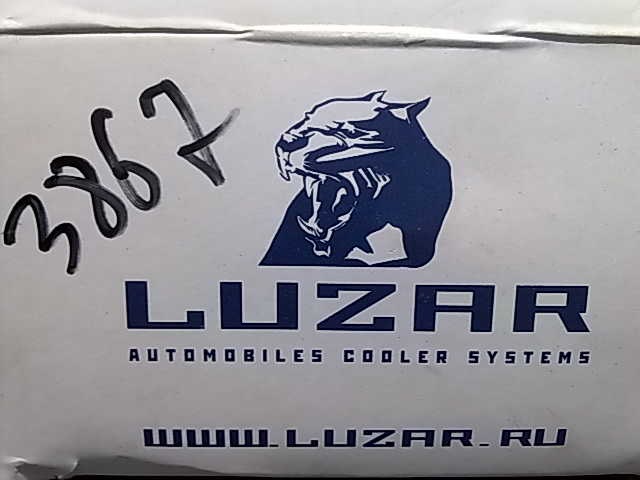 3867
LUZAR
AUTOMOBILES COOLER SYSTEMS
WWW.LUZAR.RU